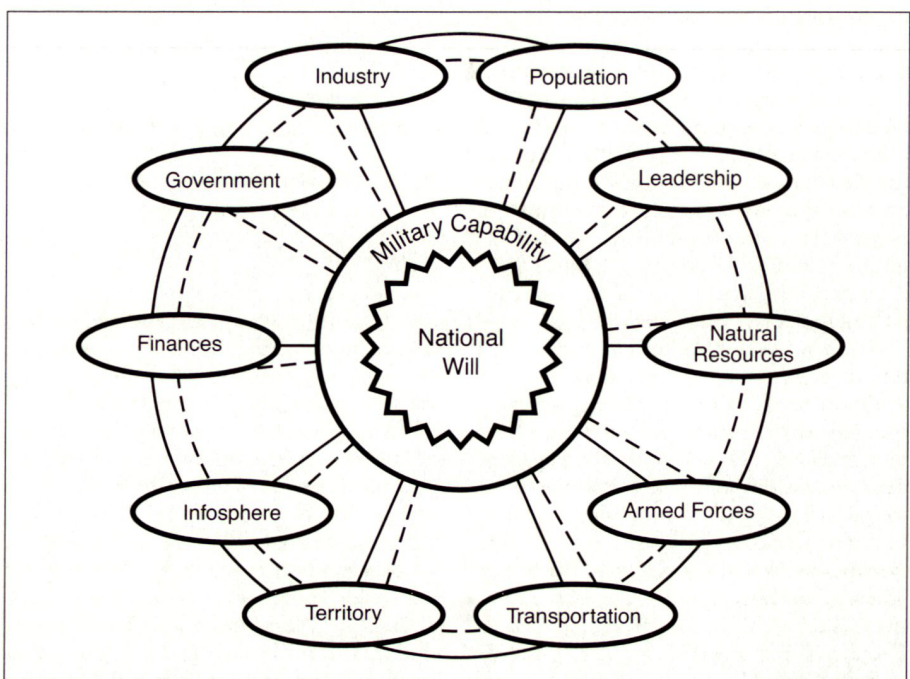 Industry
Population
Government
Leadership
Military Capability
Finances
National
Will
Natural
Resources
Infosphere
Armed Forces
Territory
Transportation